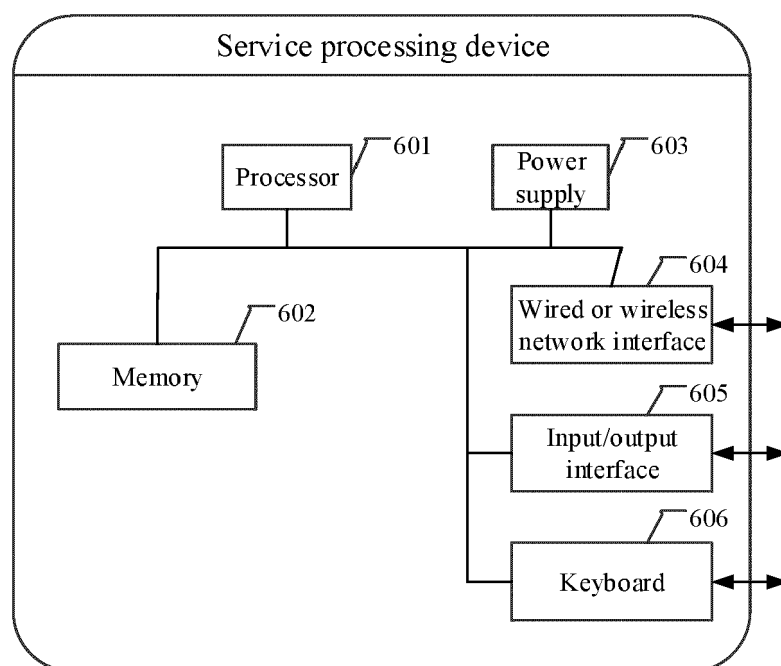 Service processing device
601
Processor
603
Power
supply
604
Wired or wireless
network interface
602
Memory
605
Input/output
interface
606
Keyboard